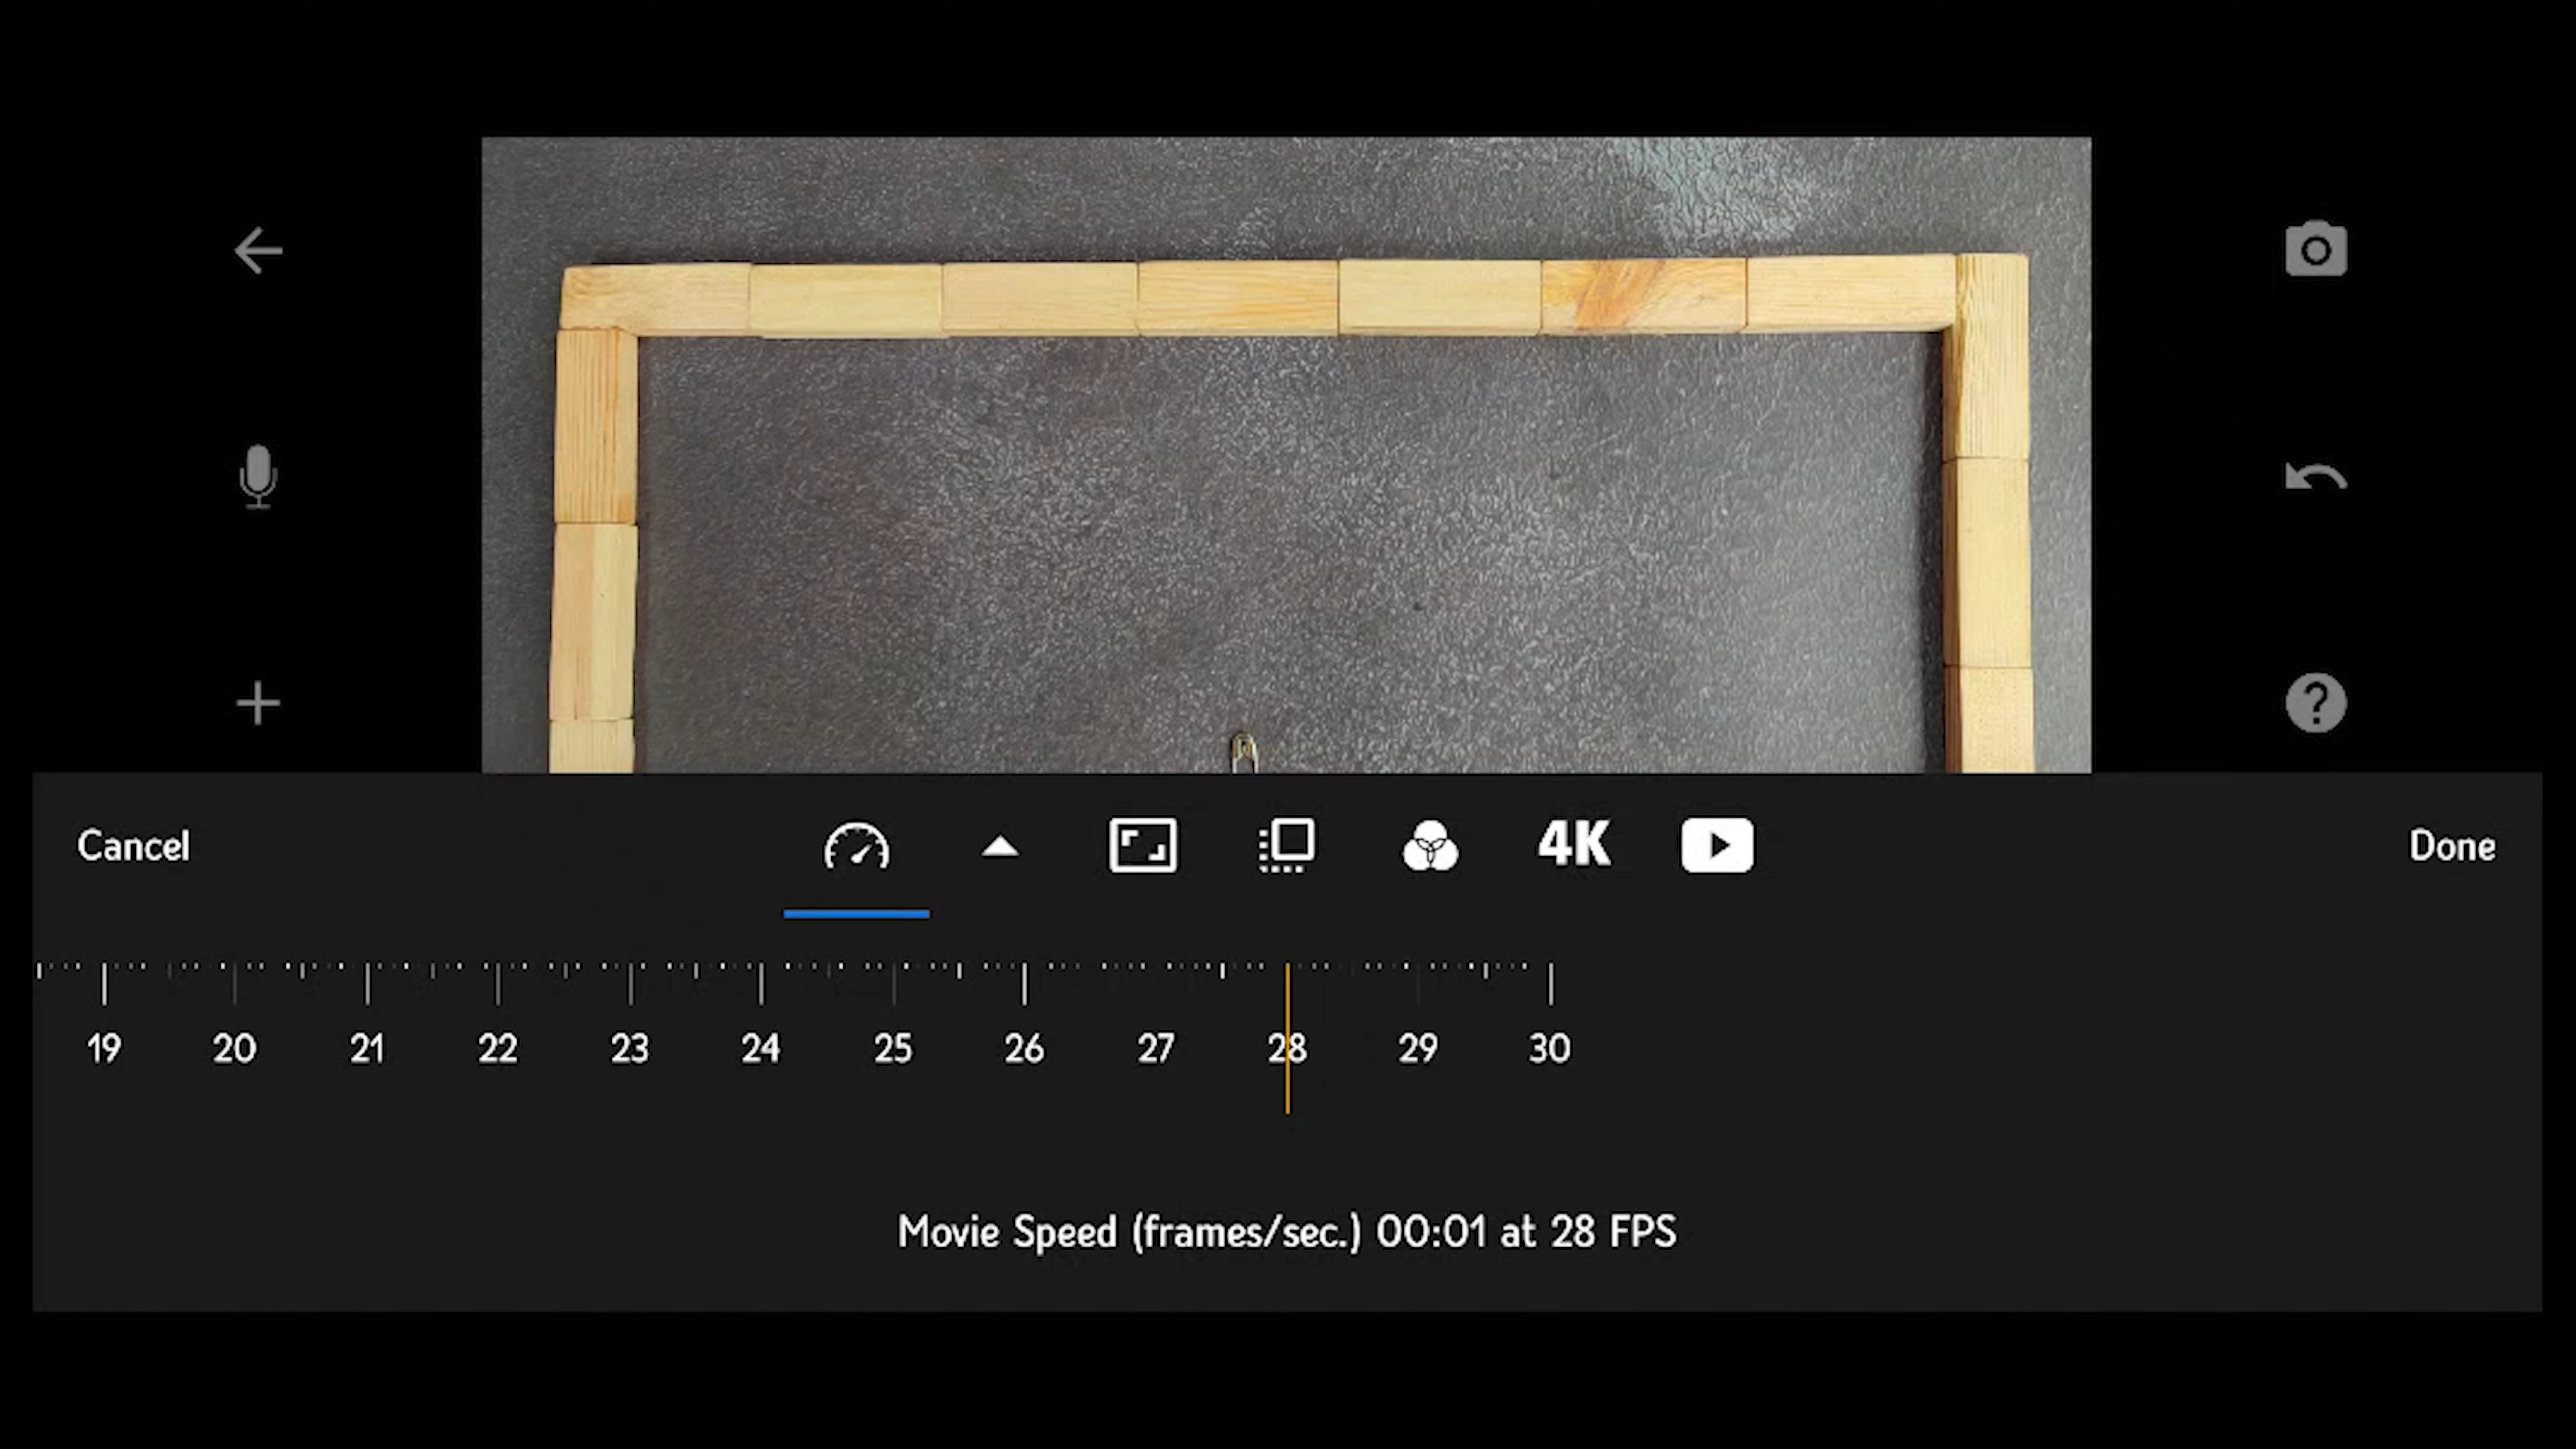 Cancel
4K
Done
19 20 21 22 23 24 25 26 27 28 29 30
Movie Speed (frames/sec.) 00:01 at 28 FPS